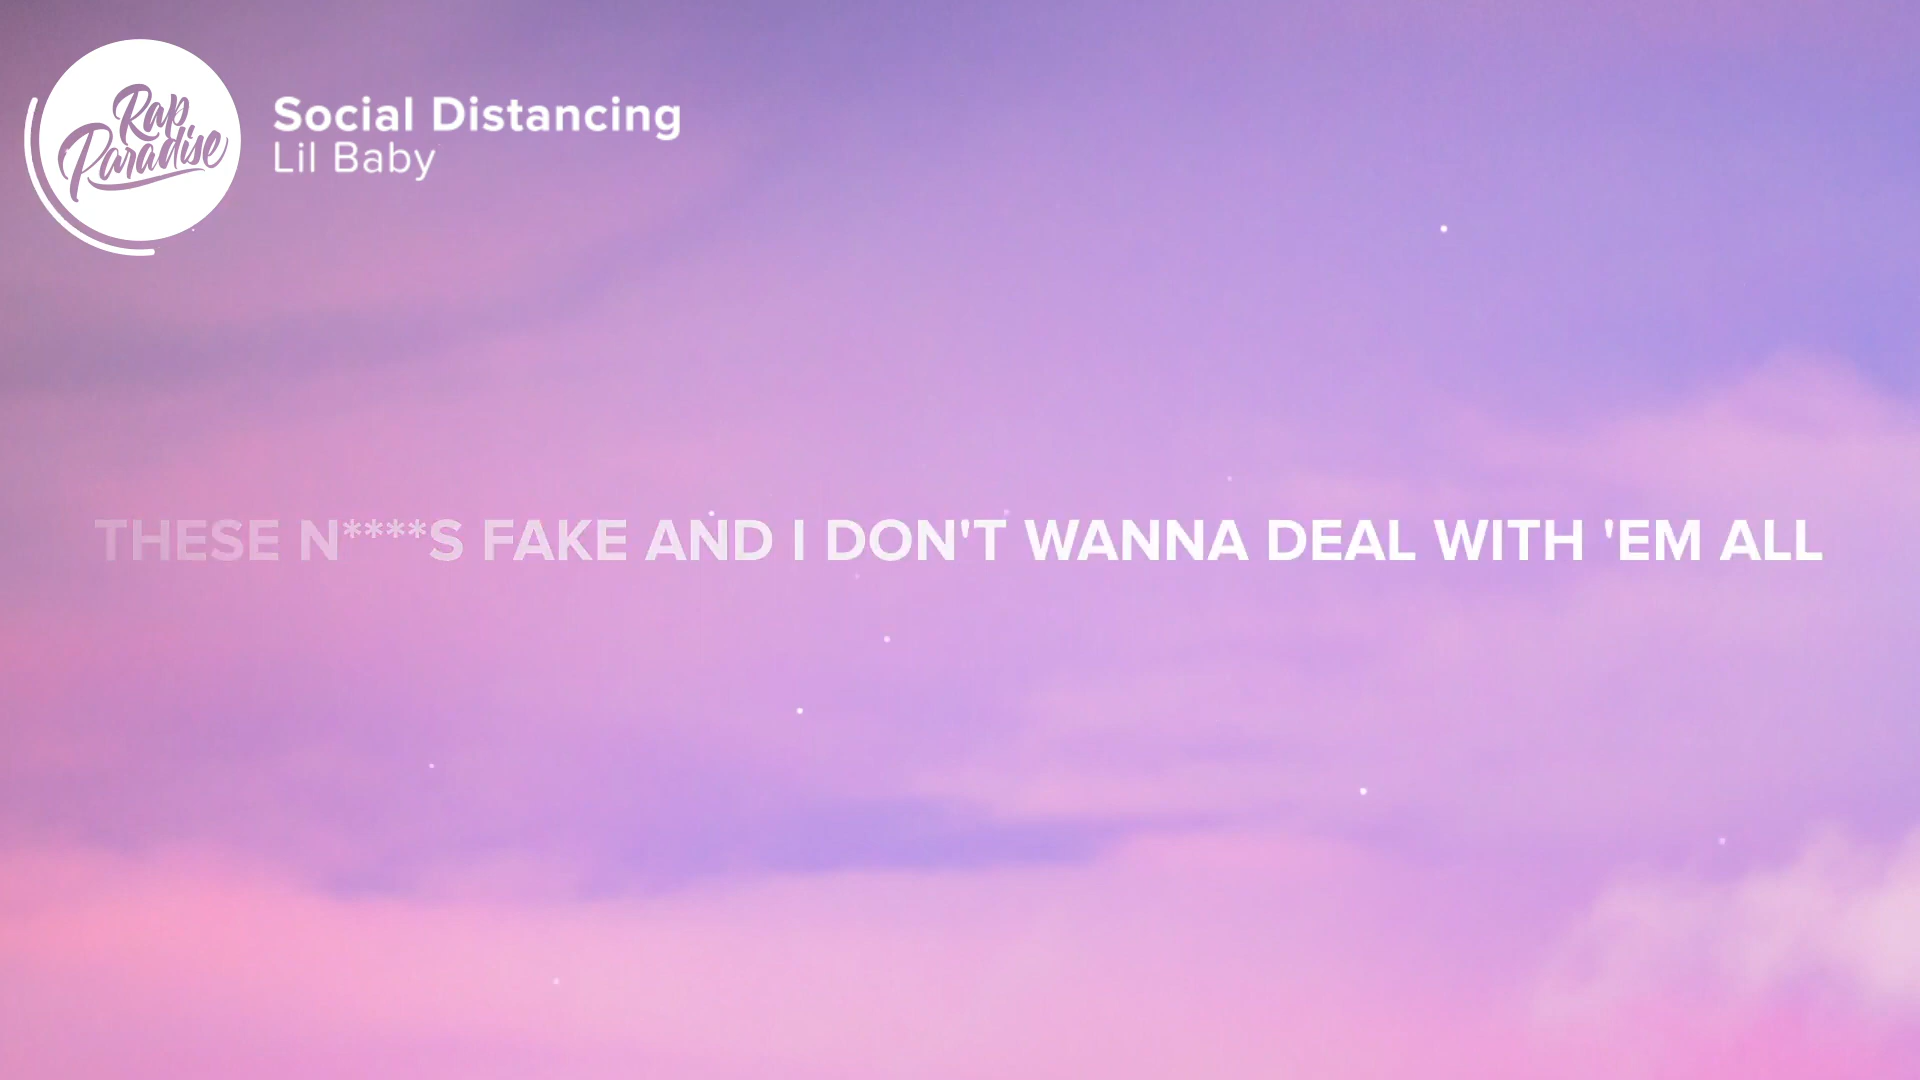 Rap
Paradise
Social Distancing
Lil Baby
THESE N****S FAKE AND I DON'T WANNA DEAL WITH 'EM ALL